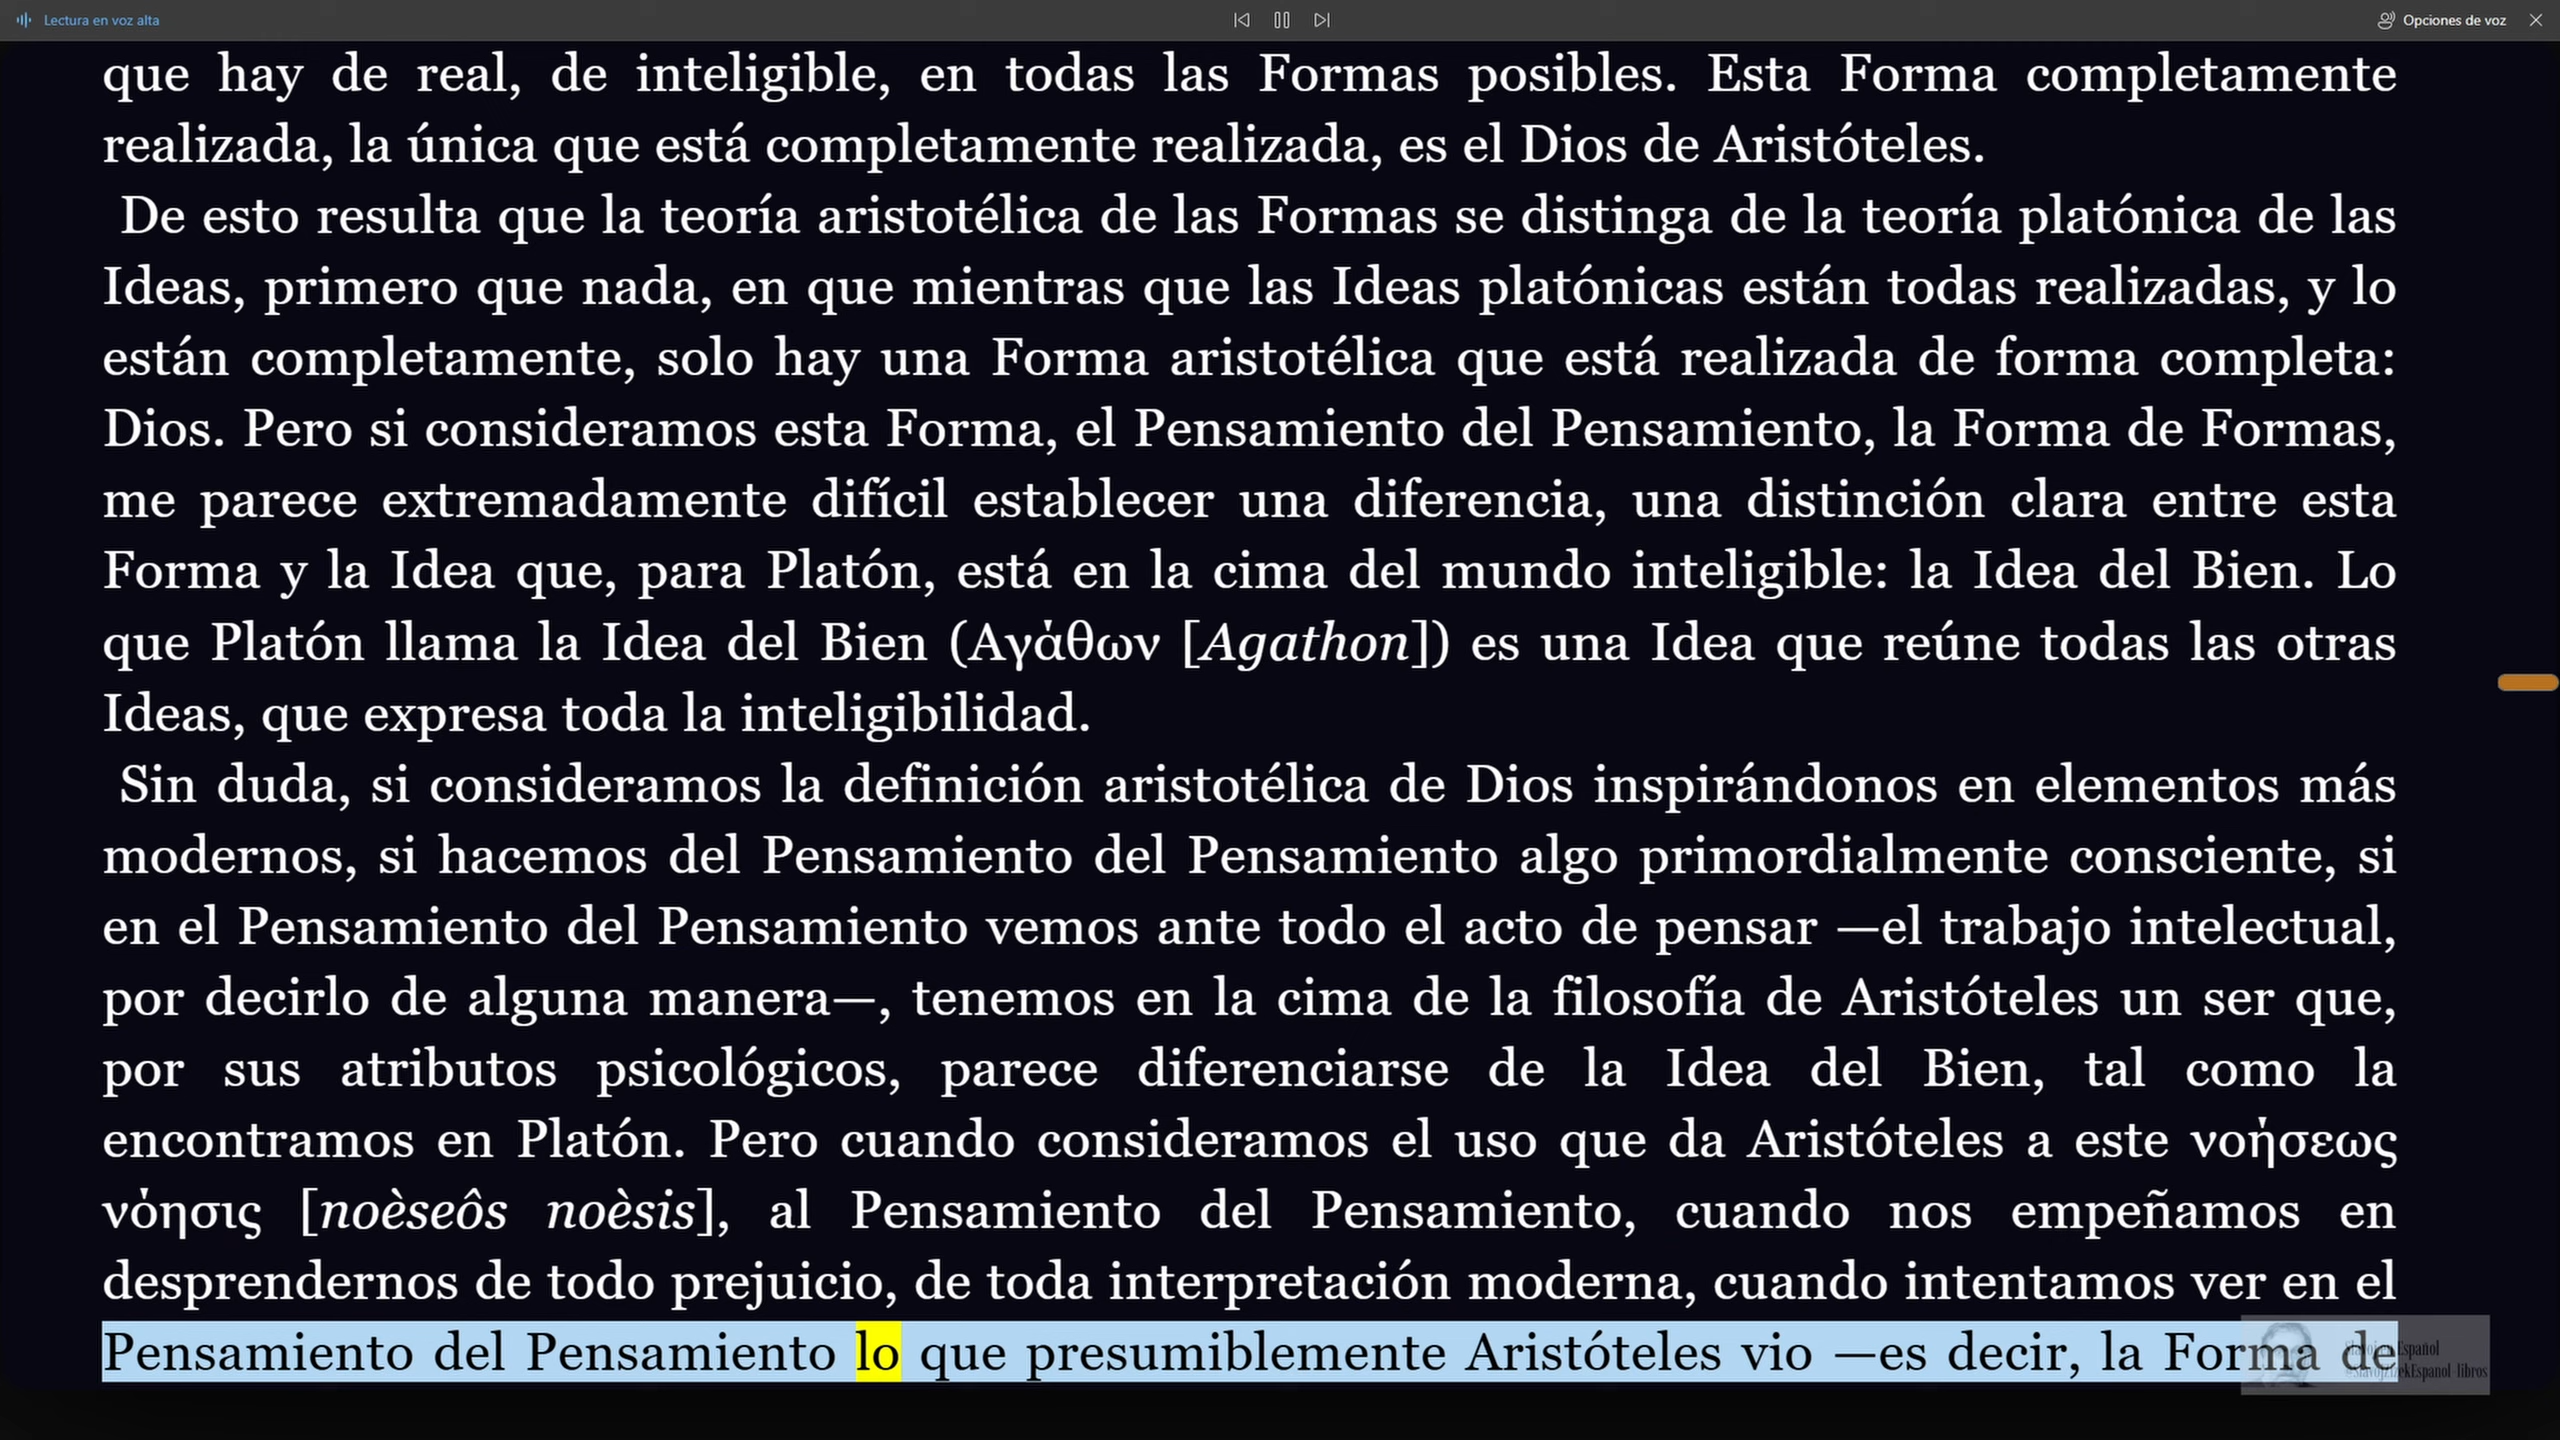 Lectura en voz alta
Opciones de voz
que hay de real, de inteligible, en todas las Formas posibles. Esta Forma completamente
realizada, la única que está completamente realizada, es el Dios de Aristóteles.
De esto resulta que la teoría aristotélica de las Formas se distinga de la teoría platónica de las
Ideas, primero que nada, en que mientras que las Ideas platónicas están todas realizadas, y lo
están completamente, solo hay una Forma aristotélica que está realizada de forma completa:
Dios. Pero si consideramos esta Forma, el Pensamiento del Pensamiento, la Forma de Formas,
me parece extremadamente difícil establecer una diferencia, una distinción clara entre esta
Forma y la Idea que, para Platón, está en la cima del mundo inteligible: la Idea del Bien. Lo
que Platón llama la Idea del Bien (Αγἀθων [Agathon]) es una Idea que reúne todas las otras
Ideas, que expresa toda la inteligibilidad.
Sin duda, si consideramos la definición aristotélica de Dios inspirándonos en elementos más
modernos, si hacemos del Pensamiento del Pensamiento algo primordialmente consciente, si
en el Pensamiento del Pensamiento vemos ante todo el acto de pensar —el trabajo intelectual,
por decirlo de alguna manera—, tenemos en la cima de la filosofía de Aristóteles un ser que,
por sus atributos psicológicos, parece diferenciarse de la Idea del Bien, tal como la
encontramos en Platón. Pero cuando consideramos el uso que da Aristóteles a este νοἠσεως
νὀησις [noèseôs noèsis], al Pensamiento del Pensamiento, cuando nos empeñamos en
desprendernos de todo prejuicio, de toda interpretación moderna, cuando intentamos ver en el
Pensamiento del Pensamiento lo que presumiblemente Aristóteles vio —es decir, la Forma de
Español